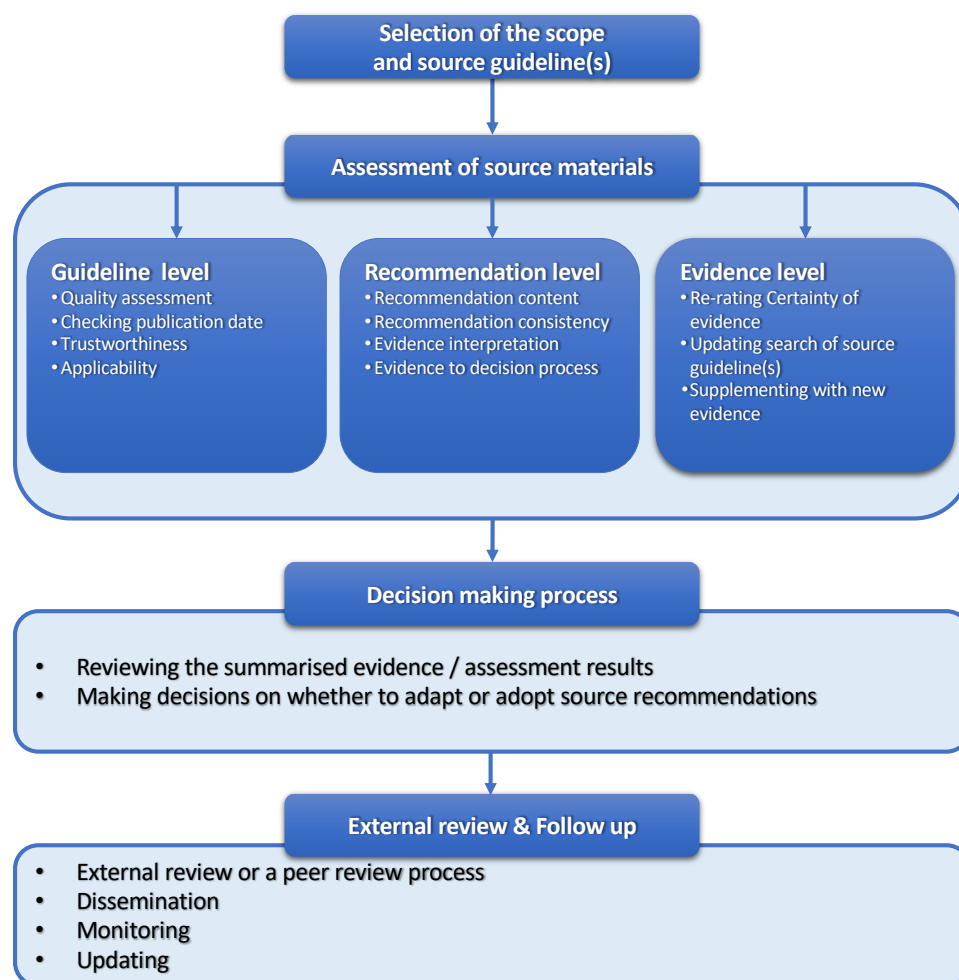 Selection of the scope
and source guideline(s)
Assessment of source materials
Guideline level
• Quality assessment
• Checking publication date
• Trustworthiness
• Applicability
Recommendation level
• Recommendation content
• Recommendation consistency
• Evidence interpretation
• Evidence to decision process
Evidence level
• Re-rating Certainty of
evidence
• Updating search of source
guideline(s)
• Supplementing with new
evidence
Decision making process
• Reviewing the summarised evidence / assessment results
• Making decisions on whether to adapt or adopt source recommendations
External review & Follow up
• External review or a peer review process
• Dissemination
• Monitoring
• Updating